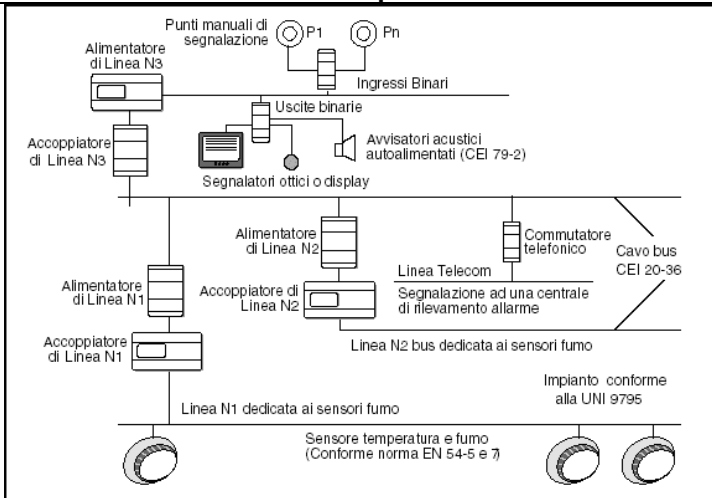 Punti manuali di
segnalazione
P1
Pn
Alimentatore
di Linea N3
Ingressi Binari
Uscite binarie
Accoppiatore
di Linea N3
Avvisatori acustici
autoalimentati (CEI 79-2)
Segnalatori ottici o display
Alimentatore
di Linea N2
Commutatore
telefonico
Cavo bus
CEI 20-36
Linea Telecom
Alimentatore
di Linea N1
Accoppiatore di
Linea N2
Segnalazione ad una centrale
di rilevamento allarme
Accoppiatore
di Linea N1
Linea N2 bus dedicata ai sensori fumo
Impianto conforme
alla UNI 9795
Linea N1 dedicata ai sensori fumo
Sensore temperatura e fumo
(Conforme norma EN 54-5 e 7)